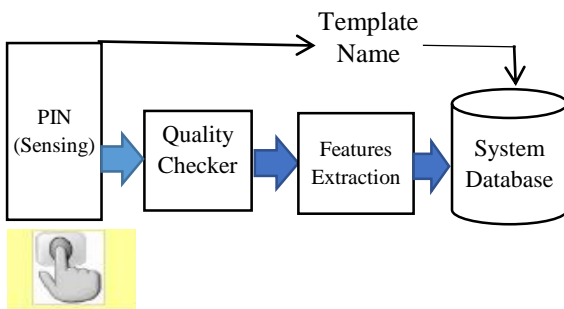 Template
Name
PIN
(Sensing)
Quality
Checker
Features
Extraction
System
Database